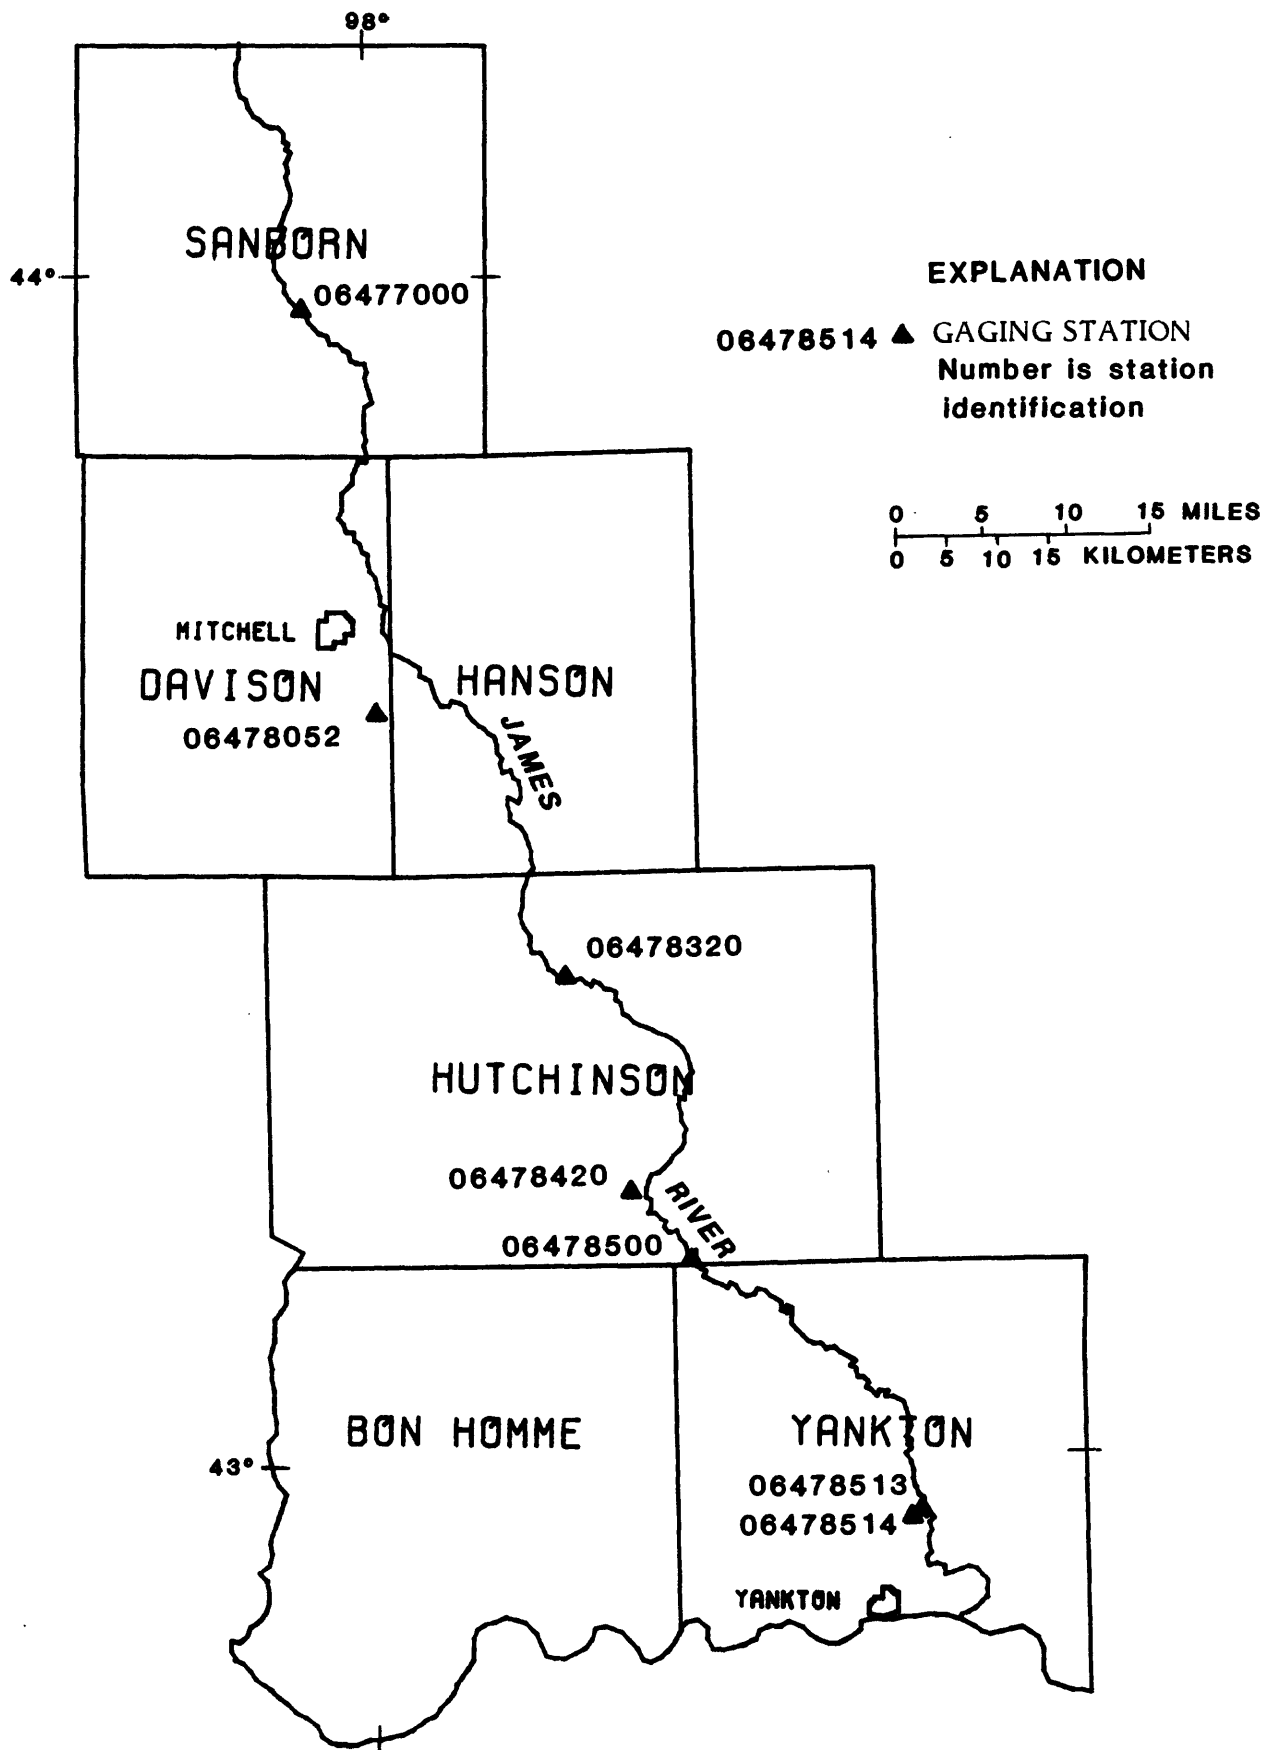 98°
SANBORN
44°
06477000
EXPLANATION
06478514 GAGING STATION
Number is station
identification
0 5 10 15 MILES
0 5 10 15 KILOMETERS
MITCHELL
DAVISON
HANSON
06478052
JAMES
06478320
HUTCHINSON
06478420
RIVER
06478500
BON HOMME
YANKTON
43°
06478513
06478514
YANKTON